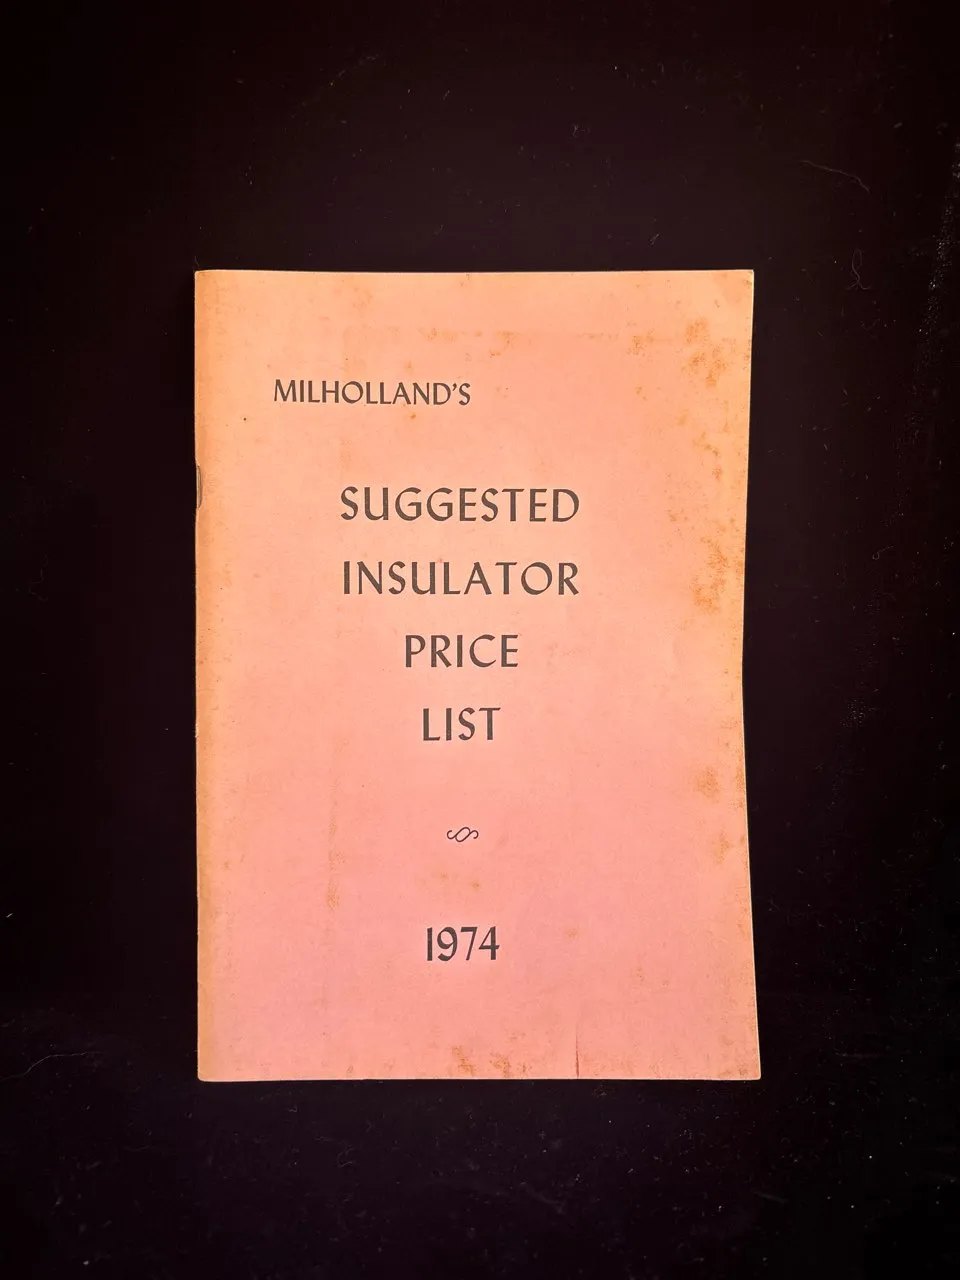 MILHOLLAND'S
SUGGESTED
INSULATOR
PRICE
LIST
1974